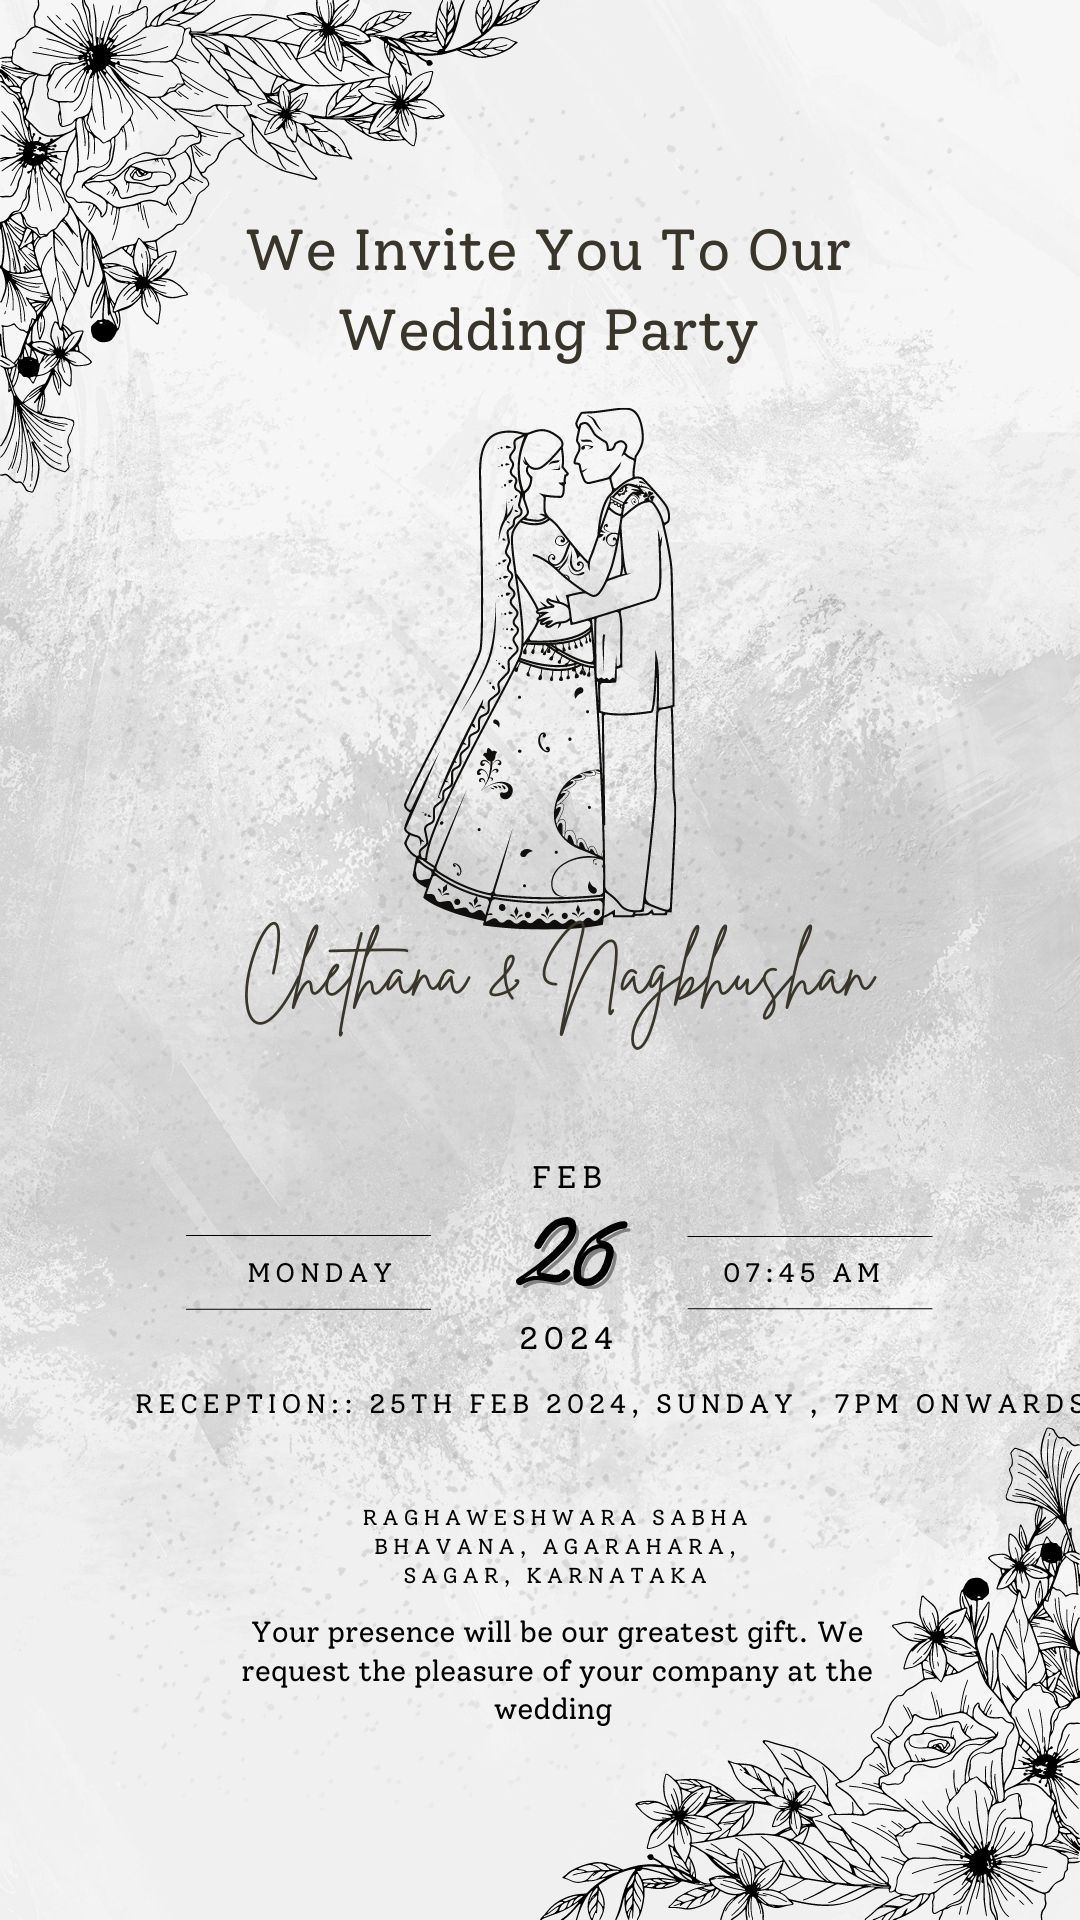 We Invite You To Our
Wedding Party
Chethana & Nagbhushan
FEB
MONDAY
26
07:45 AM
2024
RECEPTION:: 25TH FEB 2024, SUNDAY , 7PM ONWARDS
RAGHAWESHWARA SABHA
BHAVANA, AGARAHARA,
SAGAR, KARNATAKA
Your presence will be our greatest gift. We
request the pleasure of your company at the
wedding